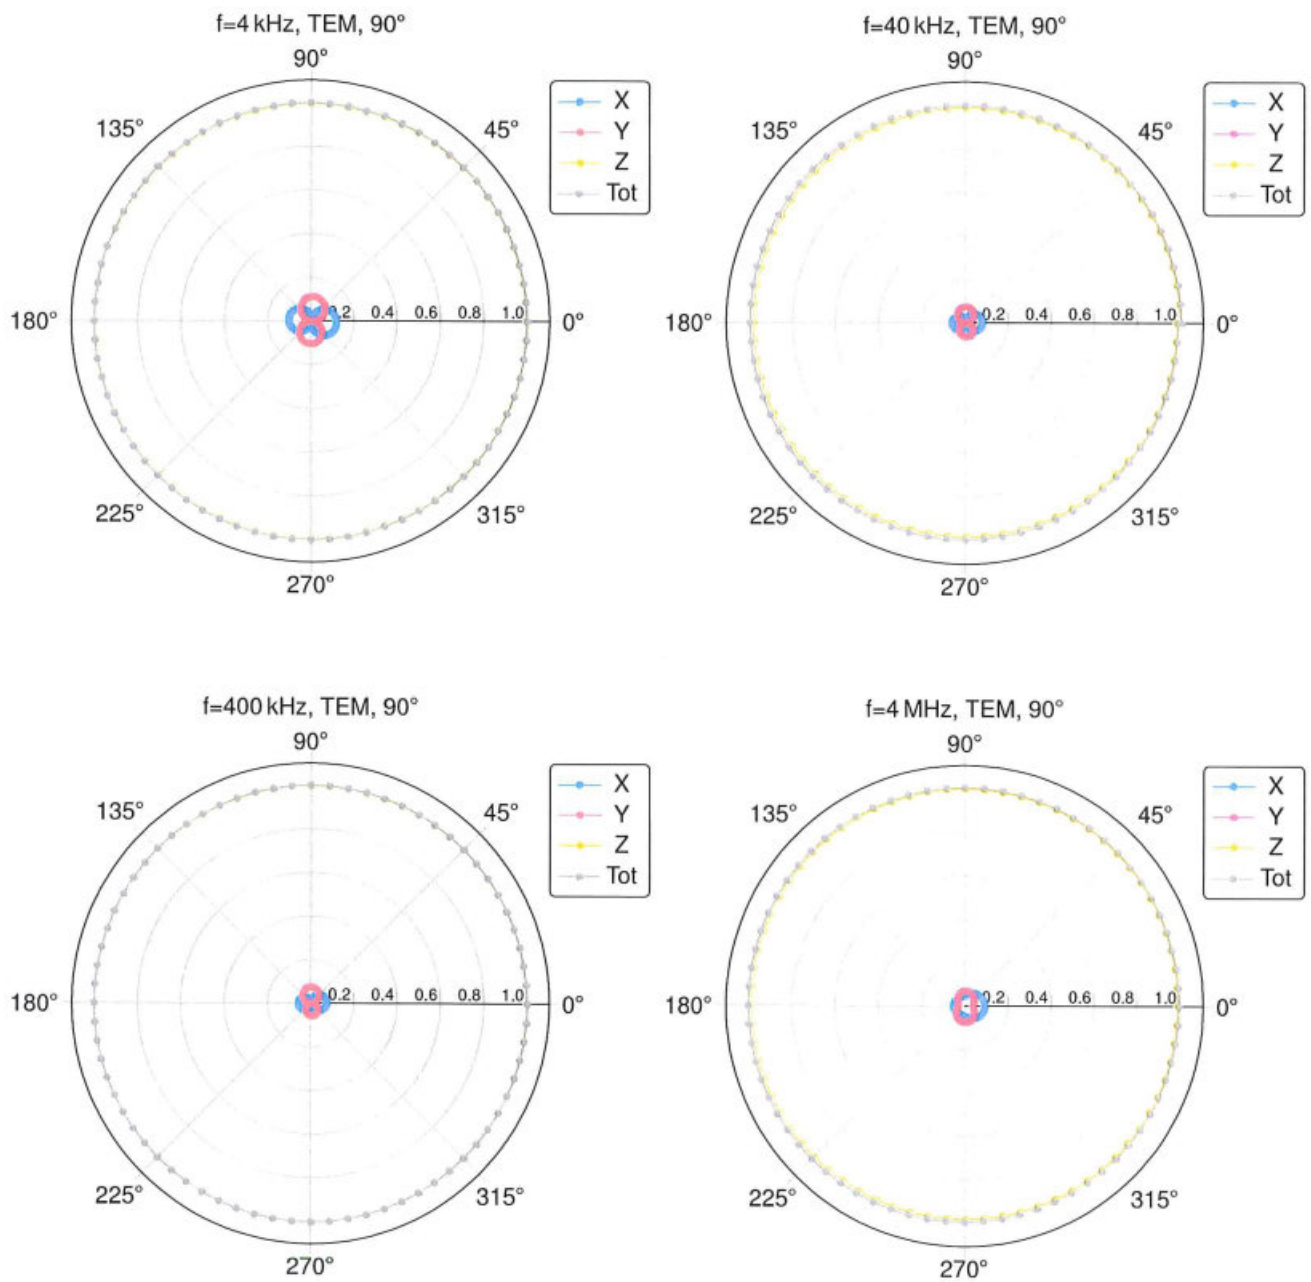 f=4 kHz, TEM, 90°
90°
135°
45°
180°
0.2 0.4 0.6 0.8 1.0
0°
225°
315°
270°
X
Y
Z
Tot
f=40 kHz, TEM, 90°
90°
135°
45°
180°
0.2 0.4 0.6 0.8 1.0
0°
225°
315°
270°
X
Y
Z
Tot
f=400 kHz, TEM, 90°
90°
135°
45°
180°
0.2 0.4 0.6 0.8 1.0
0°
225°
315°
270°
X
Y
Z
Tot
f=4 MHz, TEM, 90°
90°
135°
45°
180°
0.2 0.4 0.6 0.8 1.0
0°
225°
315°
270°
X
Y
Z
Tot